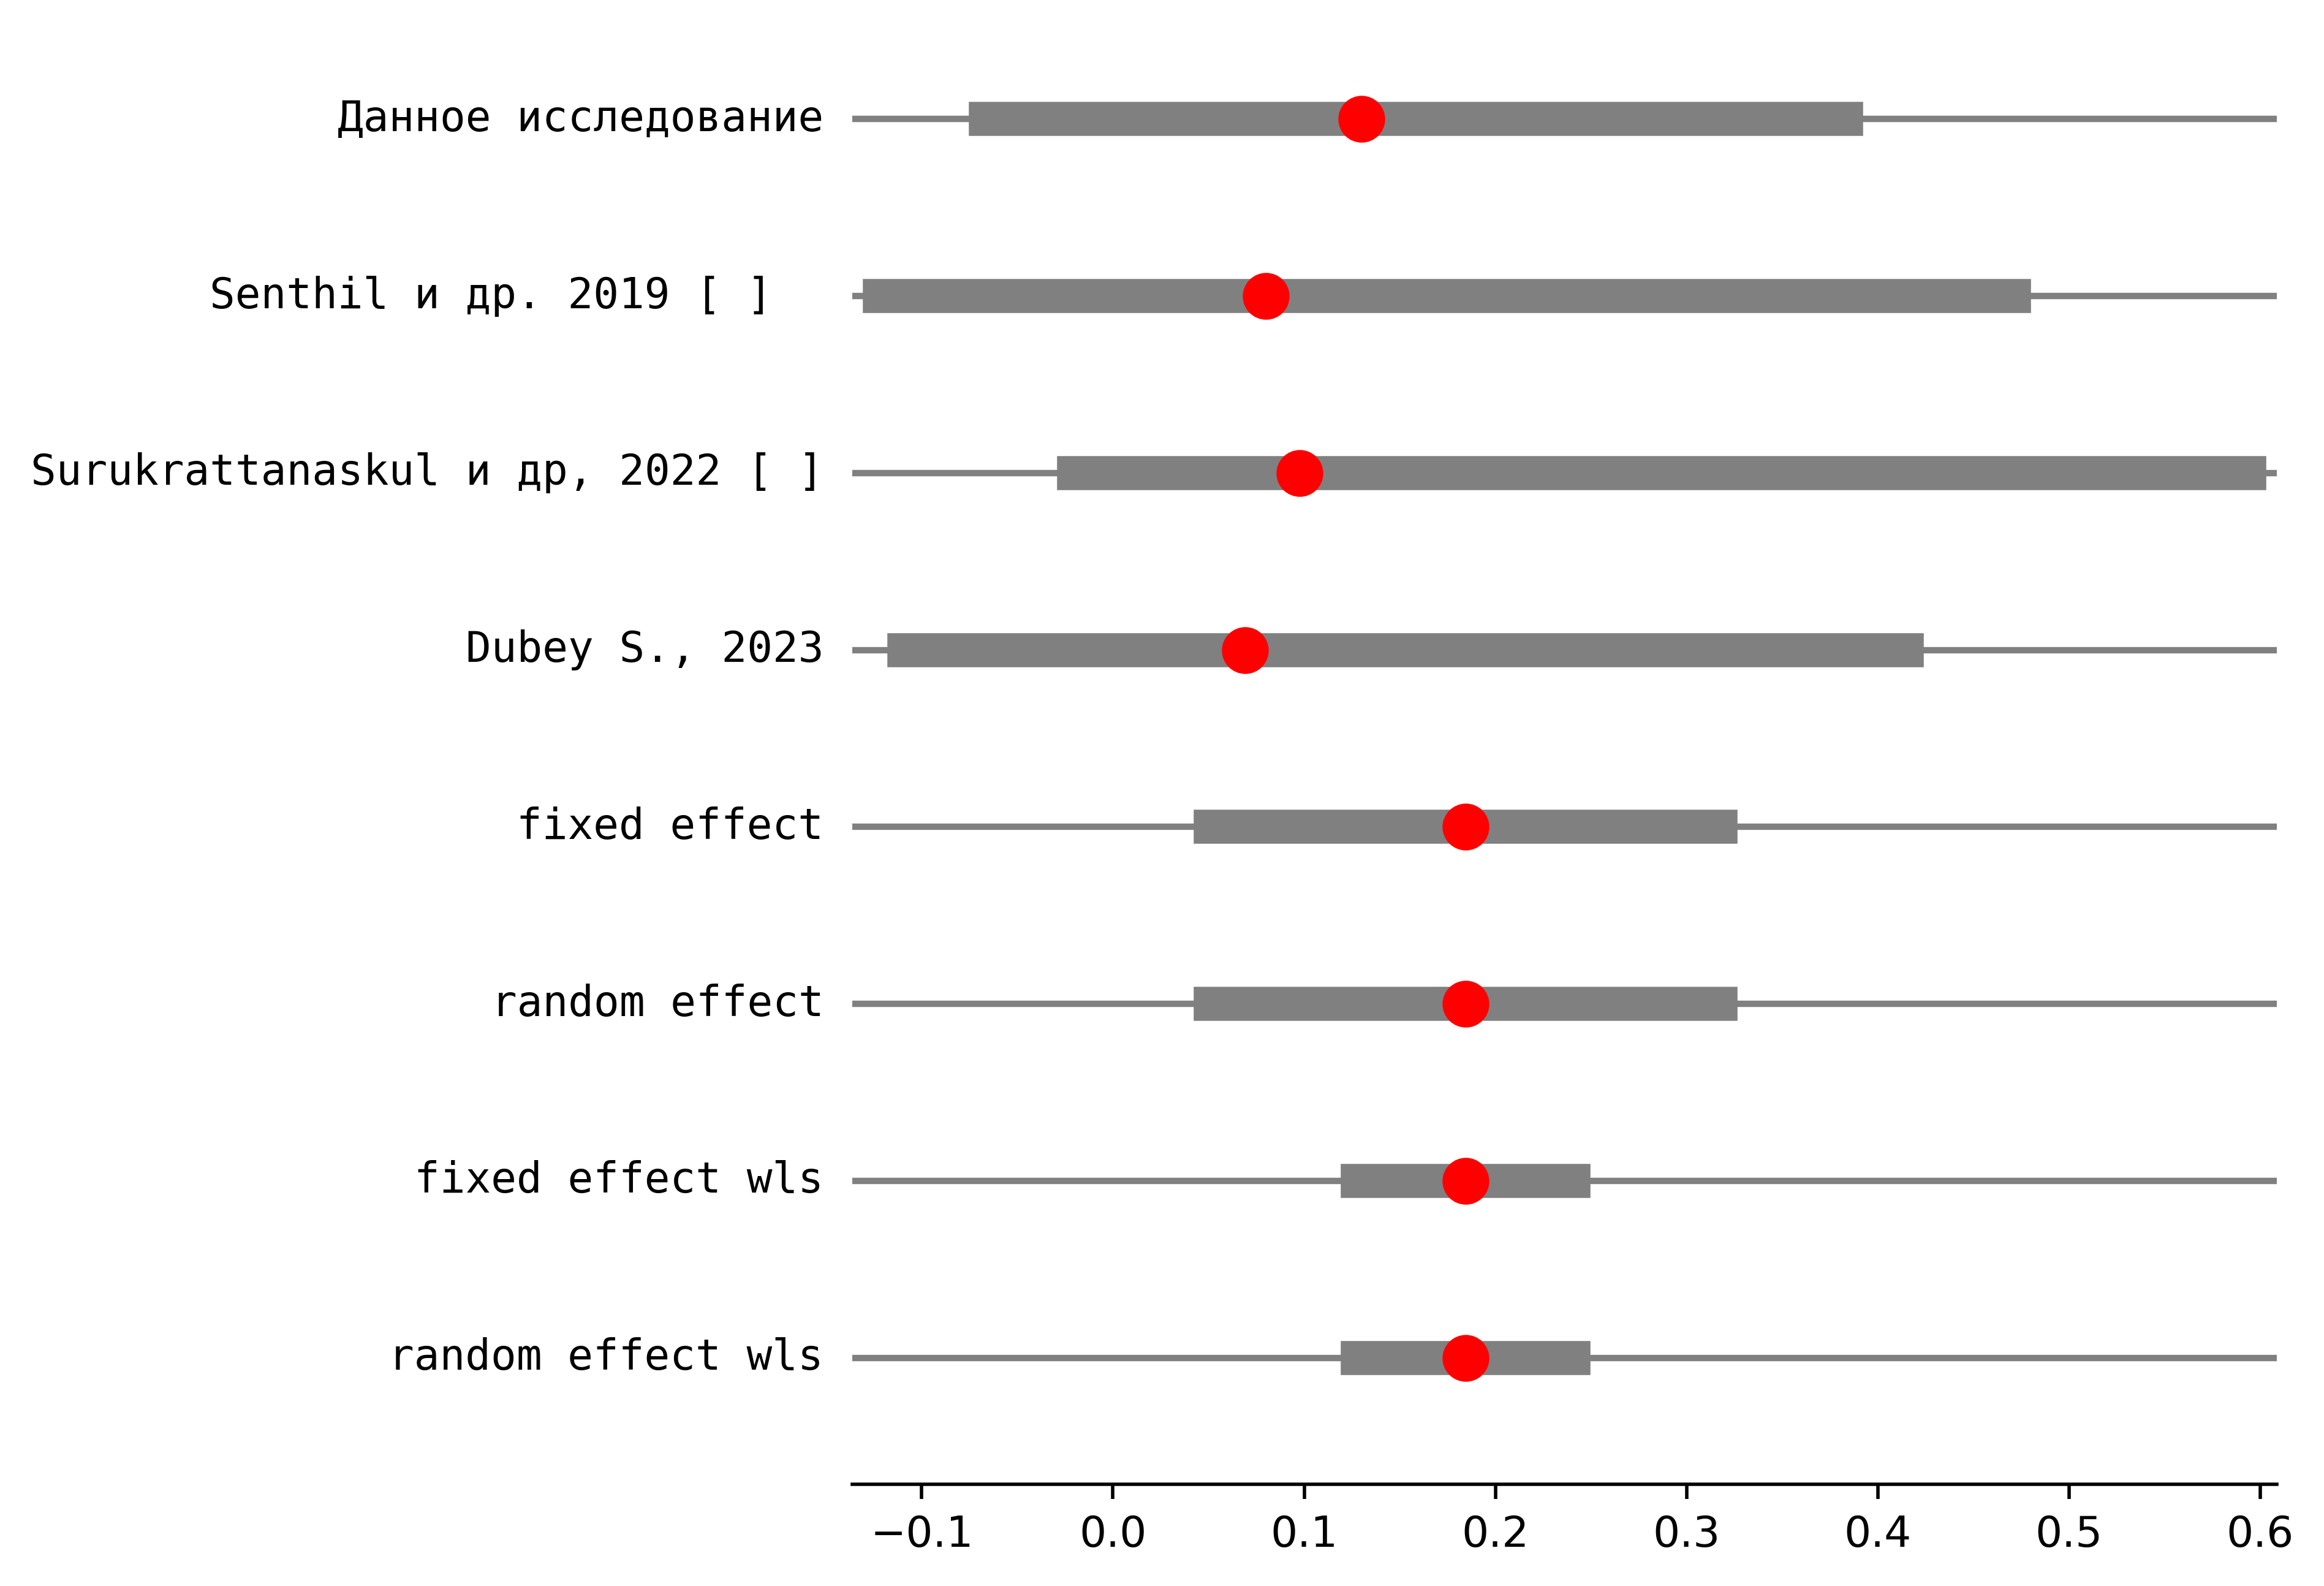 Данное исследование
Senthil и др. 2019 [ ]
Surukrattanaskul и др, 2022 [ ]
Dubey S., 2023
fixed effect
random effect
fixed effect wls
random effect wls
−0.1 0.0 0.1 0.2 0.3 0.4 0.5 0.6